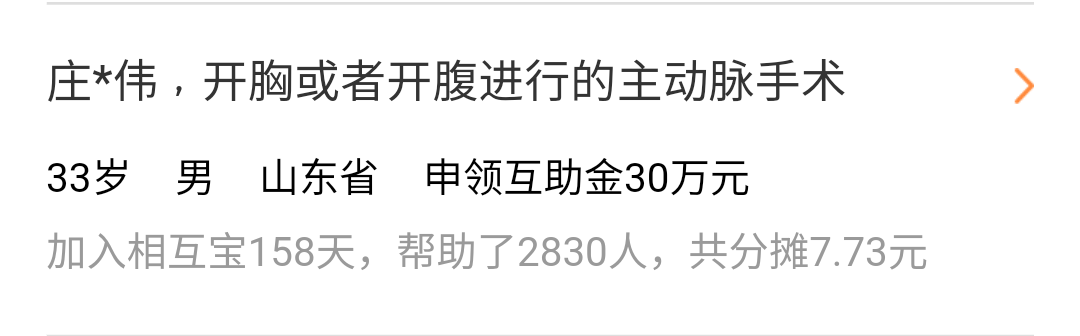 庄*伟，开胸或者开腹进行的主动脉手术
33岁 男 山东省 申领互助金30万元
加入相互宝158天，帮助了2830人，共分摊7.73元